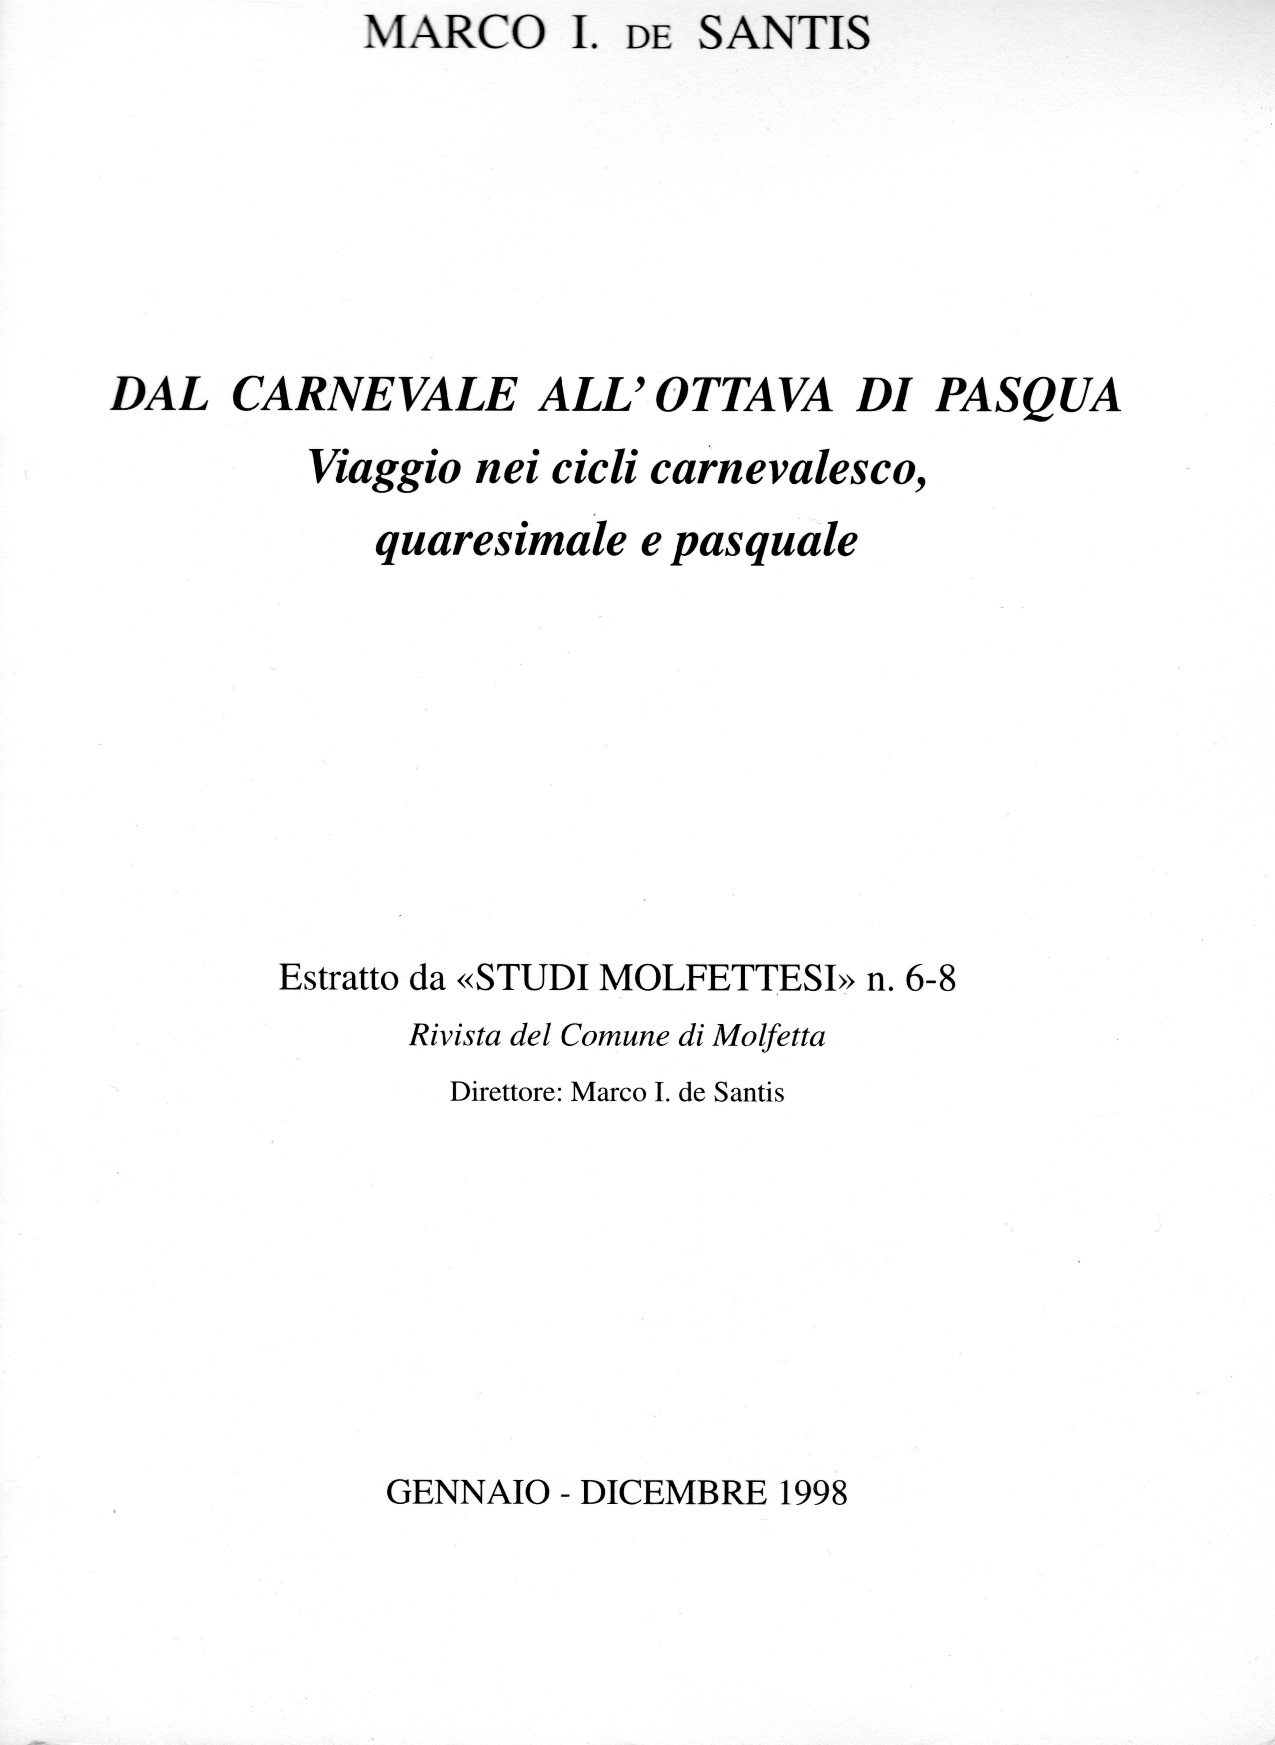 MARCO I. DE SANTIS
DAL CARNEVALE ALL'OTTAVA DI PASQUA
Viaggio nei cicli carnevalesco,
quaresimale e pasquale
Estratto da «STUDI MOLFETTESI» n. 6-8
Rivista del Comune di Molfetta
Direttore: Marco I. de Santis
GENNAIO - DICEMBRE 1998